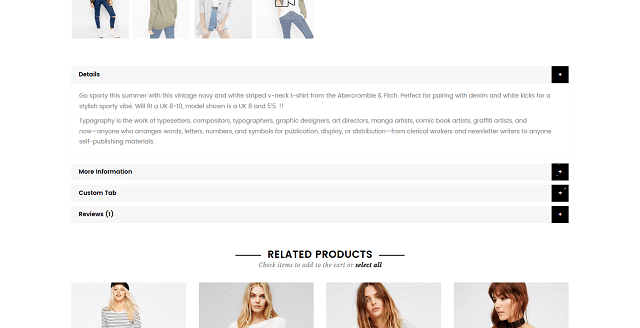 Details
Go sporty this summer with this vintage navy and white striped v-neck t-shirt from the Abercrombie & Fitch. Perfect for pairing with denim and white kicks for a
stylish sporty vibe. Will fit a UK 8-10, model shown is a UK 8 and 5'5. !!
Typography is the work of typesetters, compositors, typographers, graphic designers, art directors, manga artists, comic book artists, graffiti artists, and
now—anyone who arranges words, letters, numbers, and symbols for publication, display, or distribution—from clerical workers and newsletter writers to anyone
self-publishing materials.
More Information
Custom Tab
Reviews (1)
RELATED PRODUCTS
Check items to add to the cart or select all